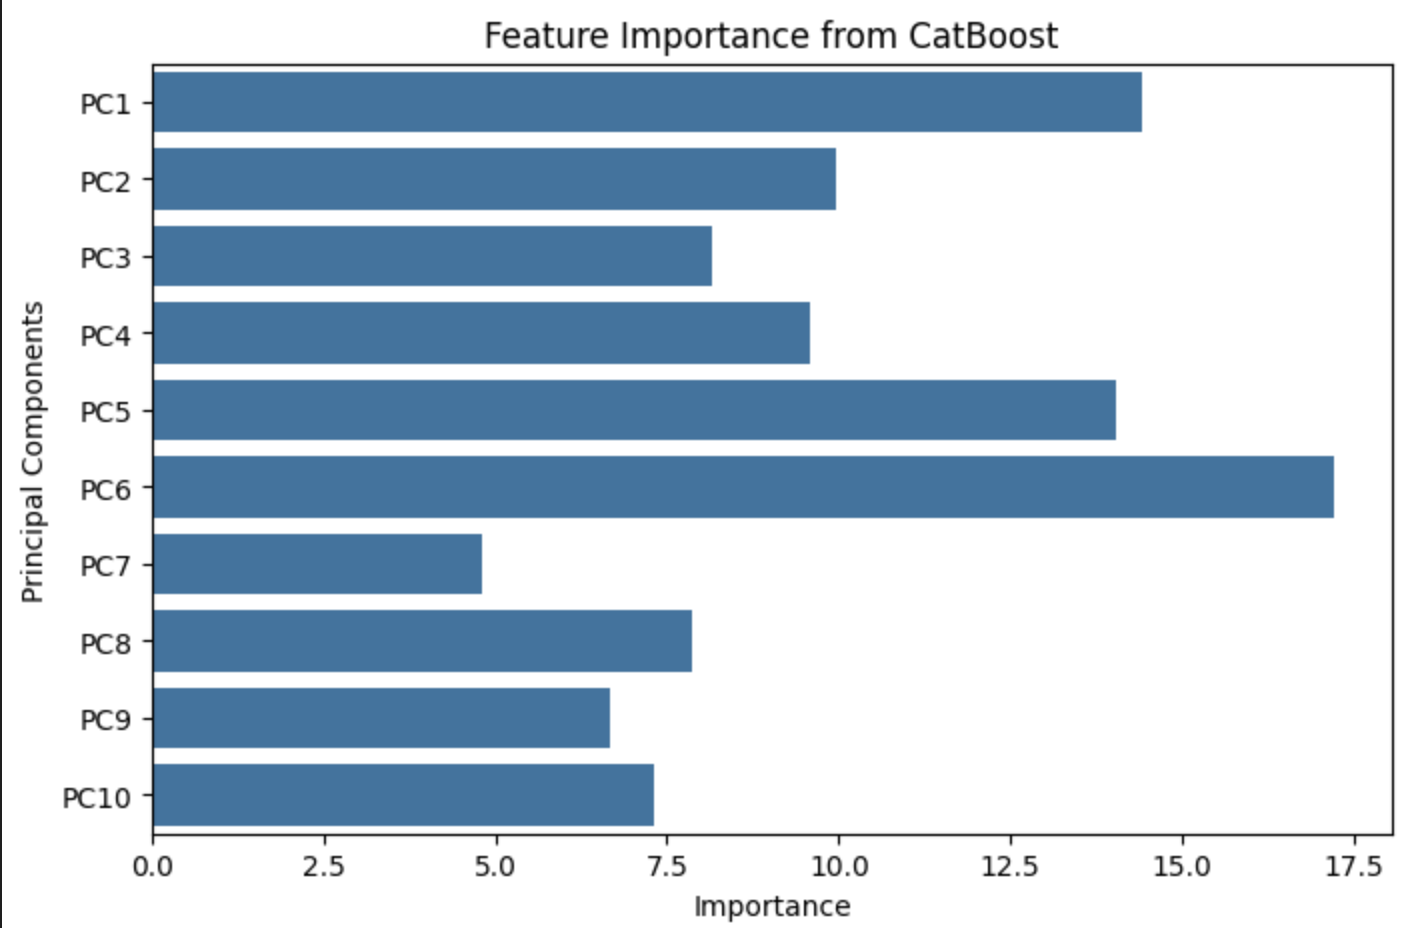 Feature Importance from CatBoost
Principal Components
PC1
PC2
PC3
PC4
PC5
PC6
PC7
PC8
PC9
PC10
0.0 2.5 5.0 7.5 10.0 12.5 15.0 17.5
Importance